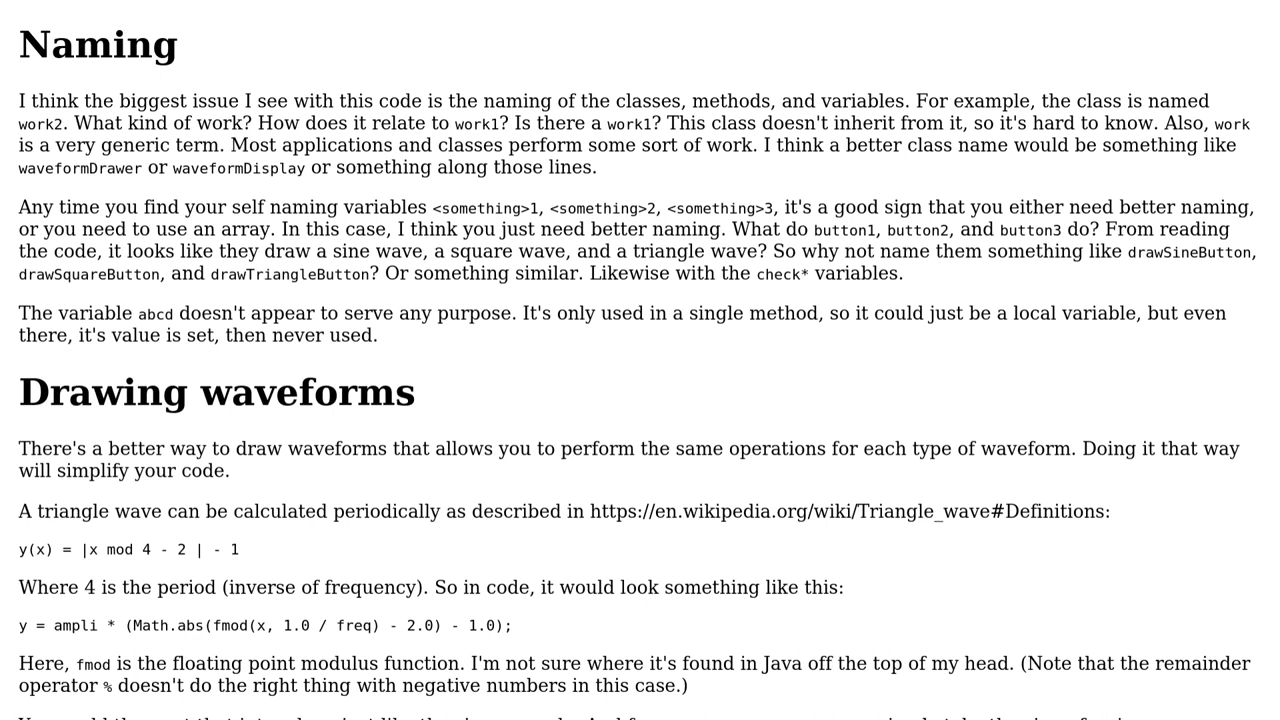 Naming
I think the biggest issue I see with this code is the naming of the classes, methods, and variables. For example, the class is named
work2. What kind of work? How does it relate to work1? Is there a work1? This class doesn't inherit from it, so it's hard to know. Also, work
is a very generic term. Most applications and classes perform some sort of work. I think a better class name would be something like
waveformDrawer or waveformDisplay or something along those lines.
Any time you find your self naming variables <something>1, <something>2, <something>3, it's a good sign that you either need better naming,
or you need to use an array. In this case, I think you just need better naming. What do button1, button2, and button3 do? From reading
the code, it looks like they draw a sine wave, a square wave, and a triangle wave? So why not name them something like drawSineButton,
drawSquareButton, and drawTriangleButton? Or something similar. Likewise with the check* variables.
The variable abcd doesn't appear to serve any purpose. It's only used in a single method, so it could just be a local variable, but even
there, it's value is set, then never used.
Drawing waveforms
There's a better way to draw waveforms that allows you to perform the same operations for each type of waveform. Doing it that way
will simplify your code.
A triangle wave can be calculated periodically as described in https://en.wikipedia.org/wiki/Triangle_wave#Definitions:
y(x) = |x mod 4 - 2 | - 1
Where 4 is the period (inverse of frequency). So in code, it would look something like this:
y = ampli * (Math.abs(fmod(x, 1.0 / freq) - 2.0) - 1.0);
Here, fmod is the floating point modulus function. I'm not sure where it's found in Java off the top of my head. (Note that the remainder
operator % doesn't do the right thing with negative numbers in this case.)